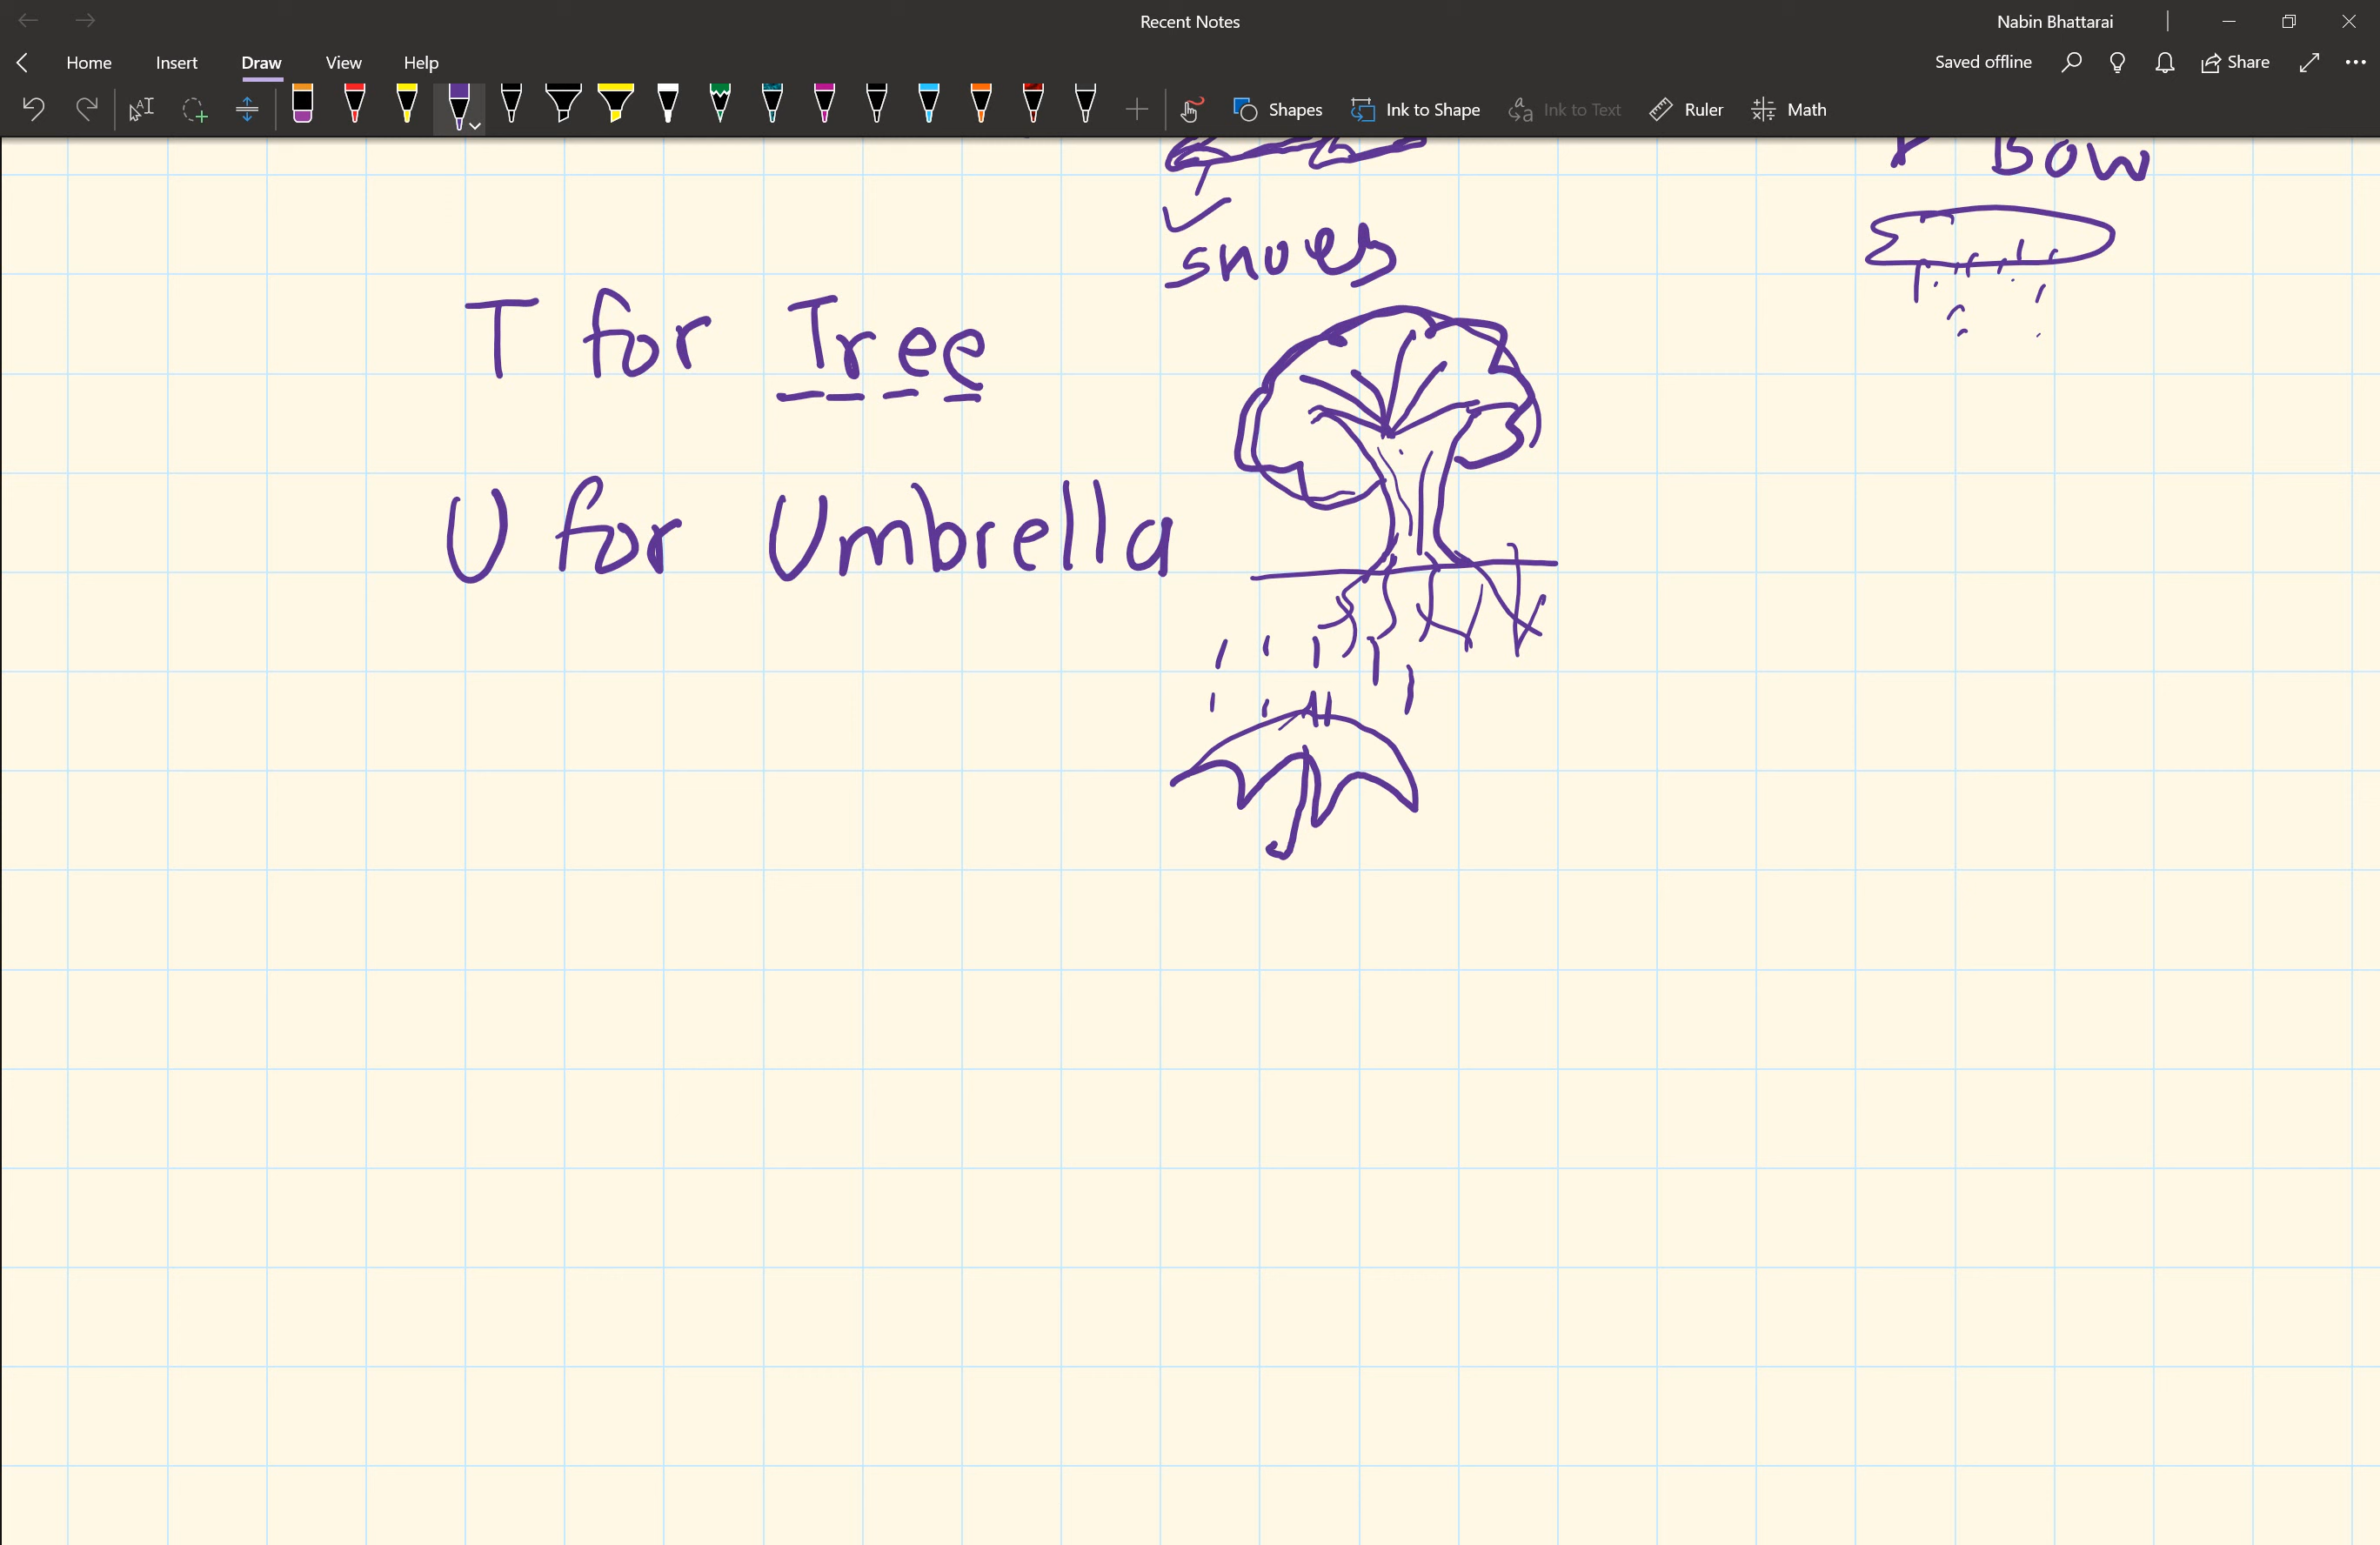 Recent Notes
Nabin Bhattarai
Home Insert Draw View Help
Saved offline
Share
Shapes
Ink to Shape
Ink to Text
Ruler
Math
Bow
shoes
T for Tree
U for Umbrella